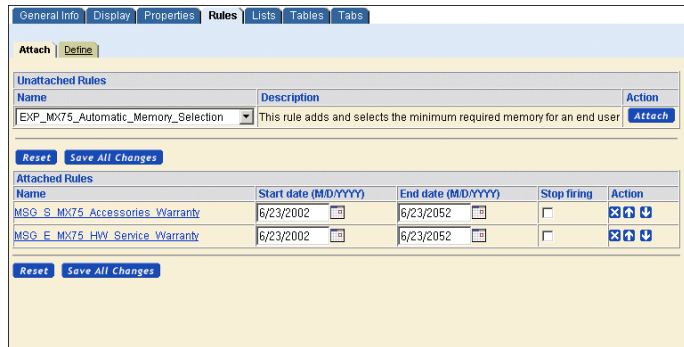 General Info Display Properties Rules Lists Tables Tabs
Attach Define
Unattached Rules
Name Description Action
EXP_MX75_Automatic_Memory_Selection This rule adds and selects the minimum required memory for an end user Attach
Reset Save All Changes
Attached Rules
Name Start date (M/D/YYYY) End date (M/D/YYYY) Stop firing Action
MSG_S_MX75_Accessories_Warranty 6/23/2002 6/23/2052
MSG_E_MX75_HW_Service_Warranty 6/23/2002 6/23/2052
Reset Save All Changes